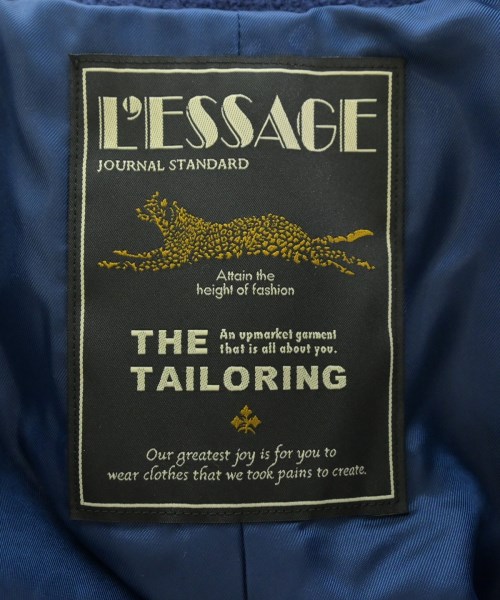 L'ESSAGE
JOURNAL STANDARD
Attain the
height of fashion
THE An upmarket garment
that is all about you.
TAILORING
Our greatest joy is for you to
wear clothes that we took pains to create.